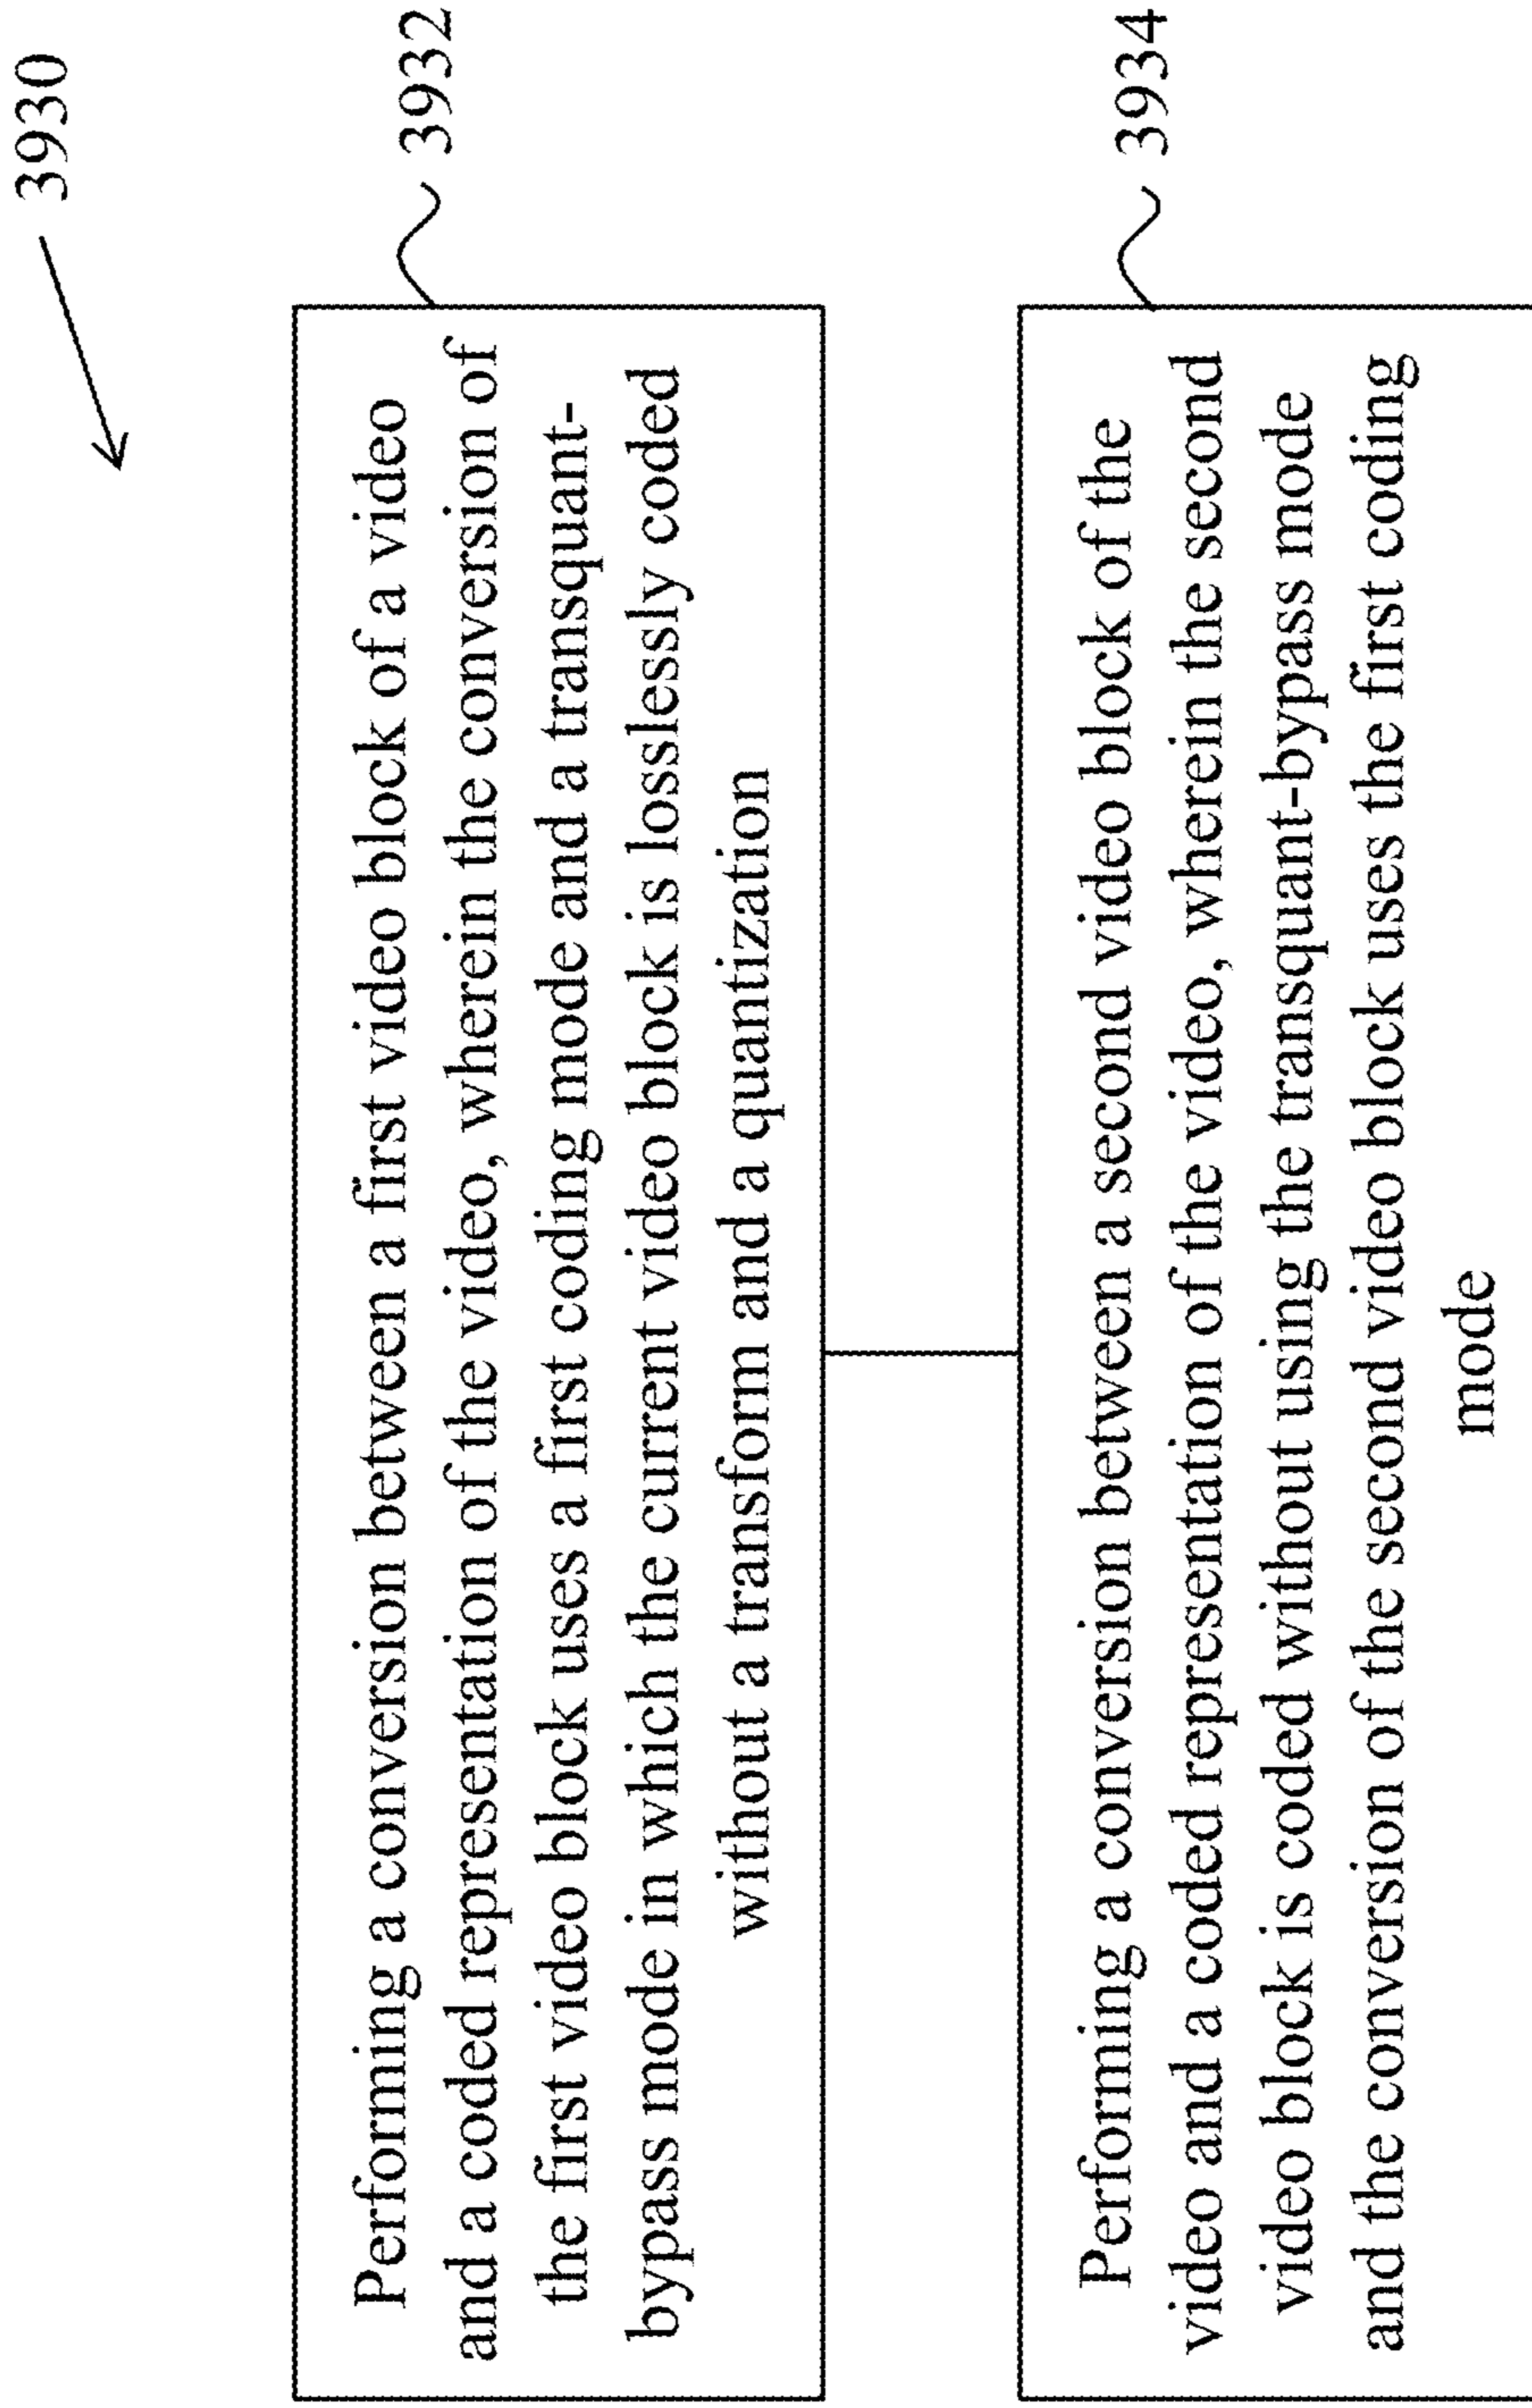 3930
Performing a conversion between a first video block of a video
and a coded representation of the video, wherein the conversion of
the first video block uses a first coding mode and a transquant-
bypass mode in which the current video block is losslessly coded
without a transform and a quantization
3932
Performing a conversion between a second video block of the
video and a coded representation of the video, wherein the second
video block is coded without using the transquant-bypass mode
and the conversion of the second video block uses the first coding
mode
3934